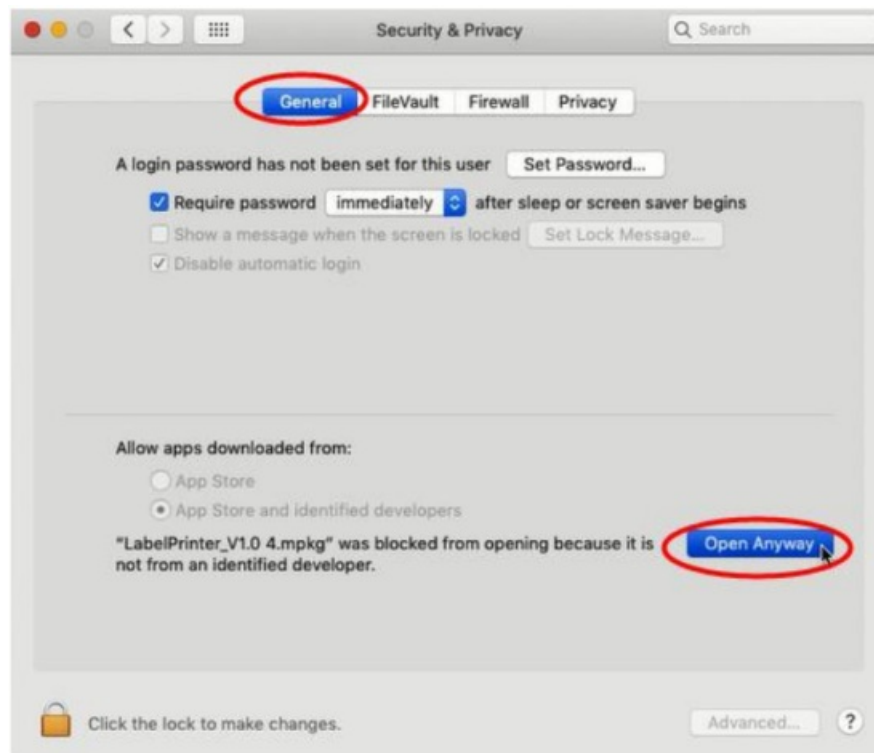 Security & Privacy
Search
General FileVault Firewall Privacy
A login password has not been set for this user Set Password...
Require password immediately after sleep or screen saver begins
Show a message when the screen is locked Set Lock Message...
Disable automatic login
Allow apps downloaded from:
App Store
App Store and identified developers
"LabelPrinter_V1.0 4.mpkg" was blocked from opening because it is
not from an identified developer.
Open Anyway
Click the lock to make changes.
Advanced...
?